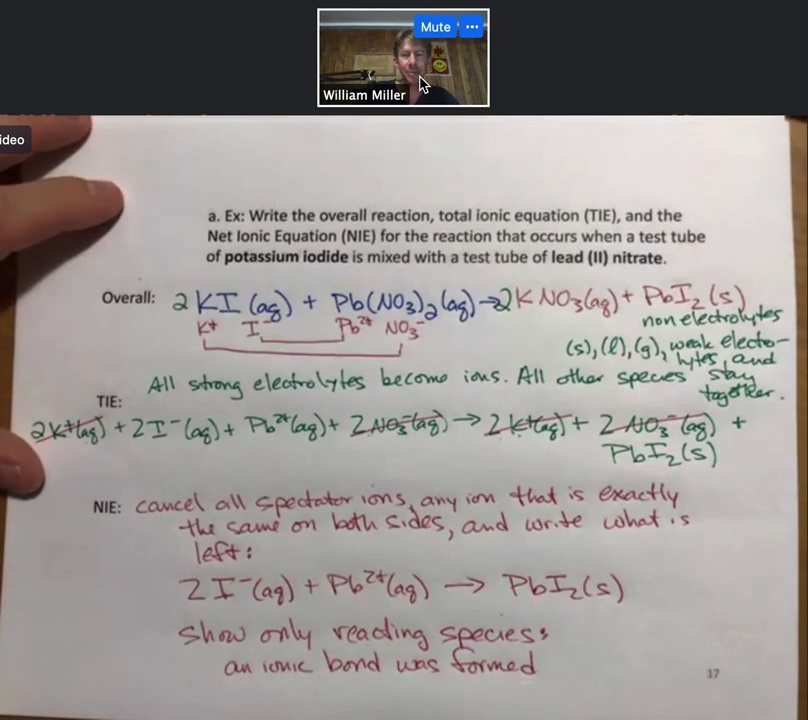 Mute ...
William Miller
ideo
a. Ex: Write the overall reaction, total ionic equation (TIE), and the
Net Ionic Equation (NIE) for the reaction that occurs when a test tube
of potassium iodide is mixed with a test tube of lead (II) nitrate.
Overall: 2KI(aq) + Pb(NO₃)₂(aq) → 2KNO₃(aq) + PbI₂(s)
K⁺ I⁻ Pb²⁺ NO₃⁻
non electrolytes
(s), (l), (g), weak electro-
lytes, and
All strong electrolytes become ions. All other species stay
together.
TIE:
2K⁺(aq) + 2I⁻(aq) + Pb²⁺(aq) + 2NO₃⁻(aq) → 2K⁺(aq) + 2NO₃⁻(aq) +
PbI₂(s)
NIE: cancel all spectator ions, any ion that is exactly
the same on both sides, and write what is
left:
2I⁻(aq) + Pb²⁺(aq) → PbI₂(s)
show only reacting species:
an ionic bond was formed
17